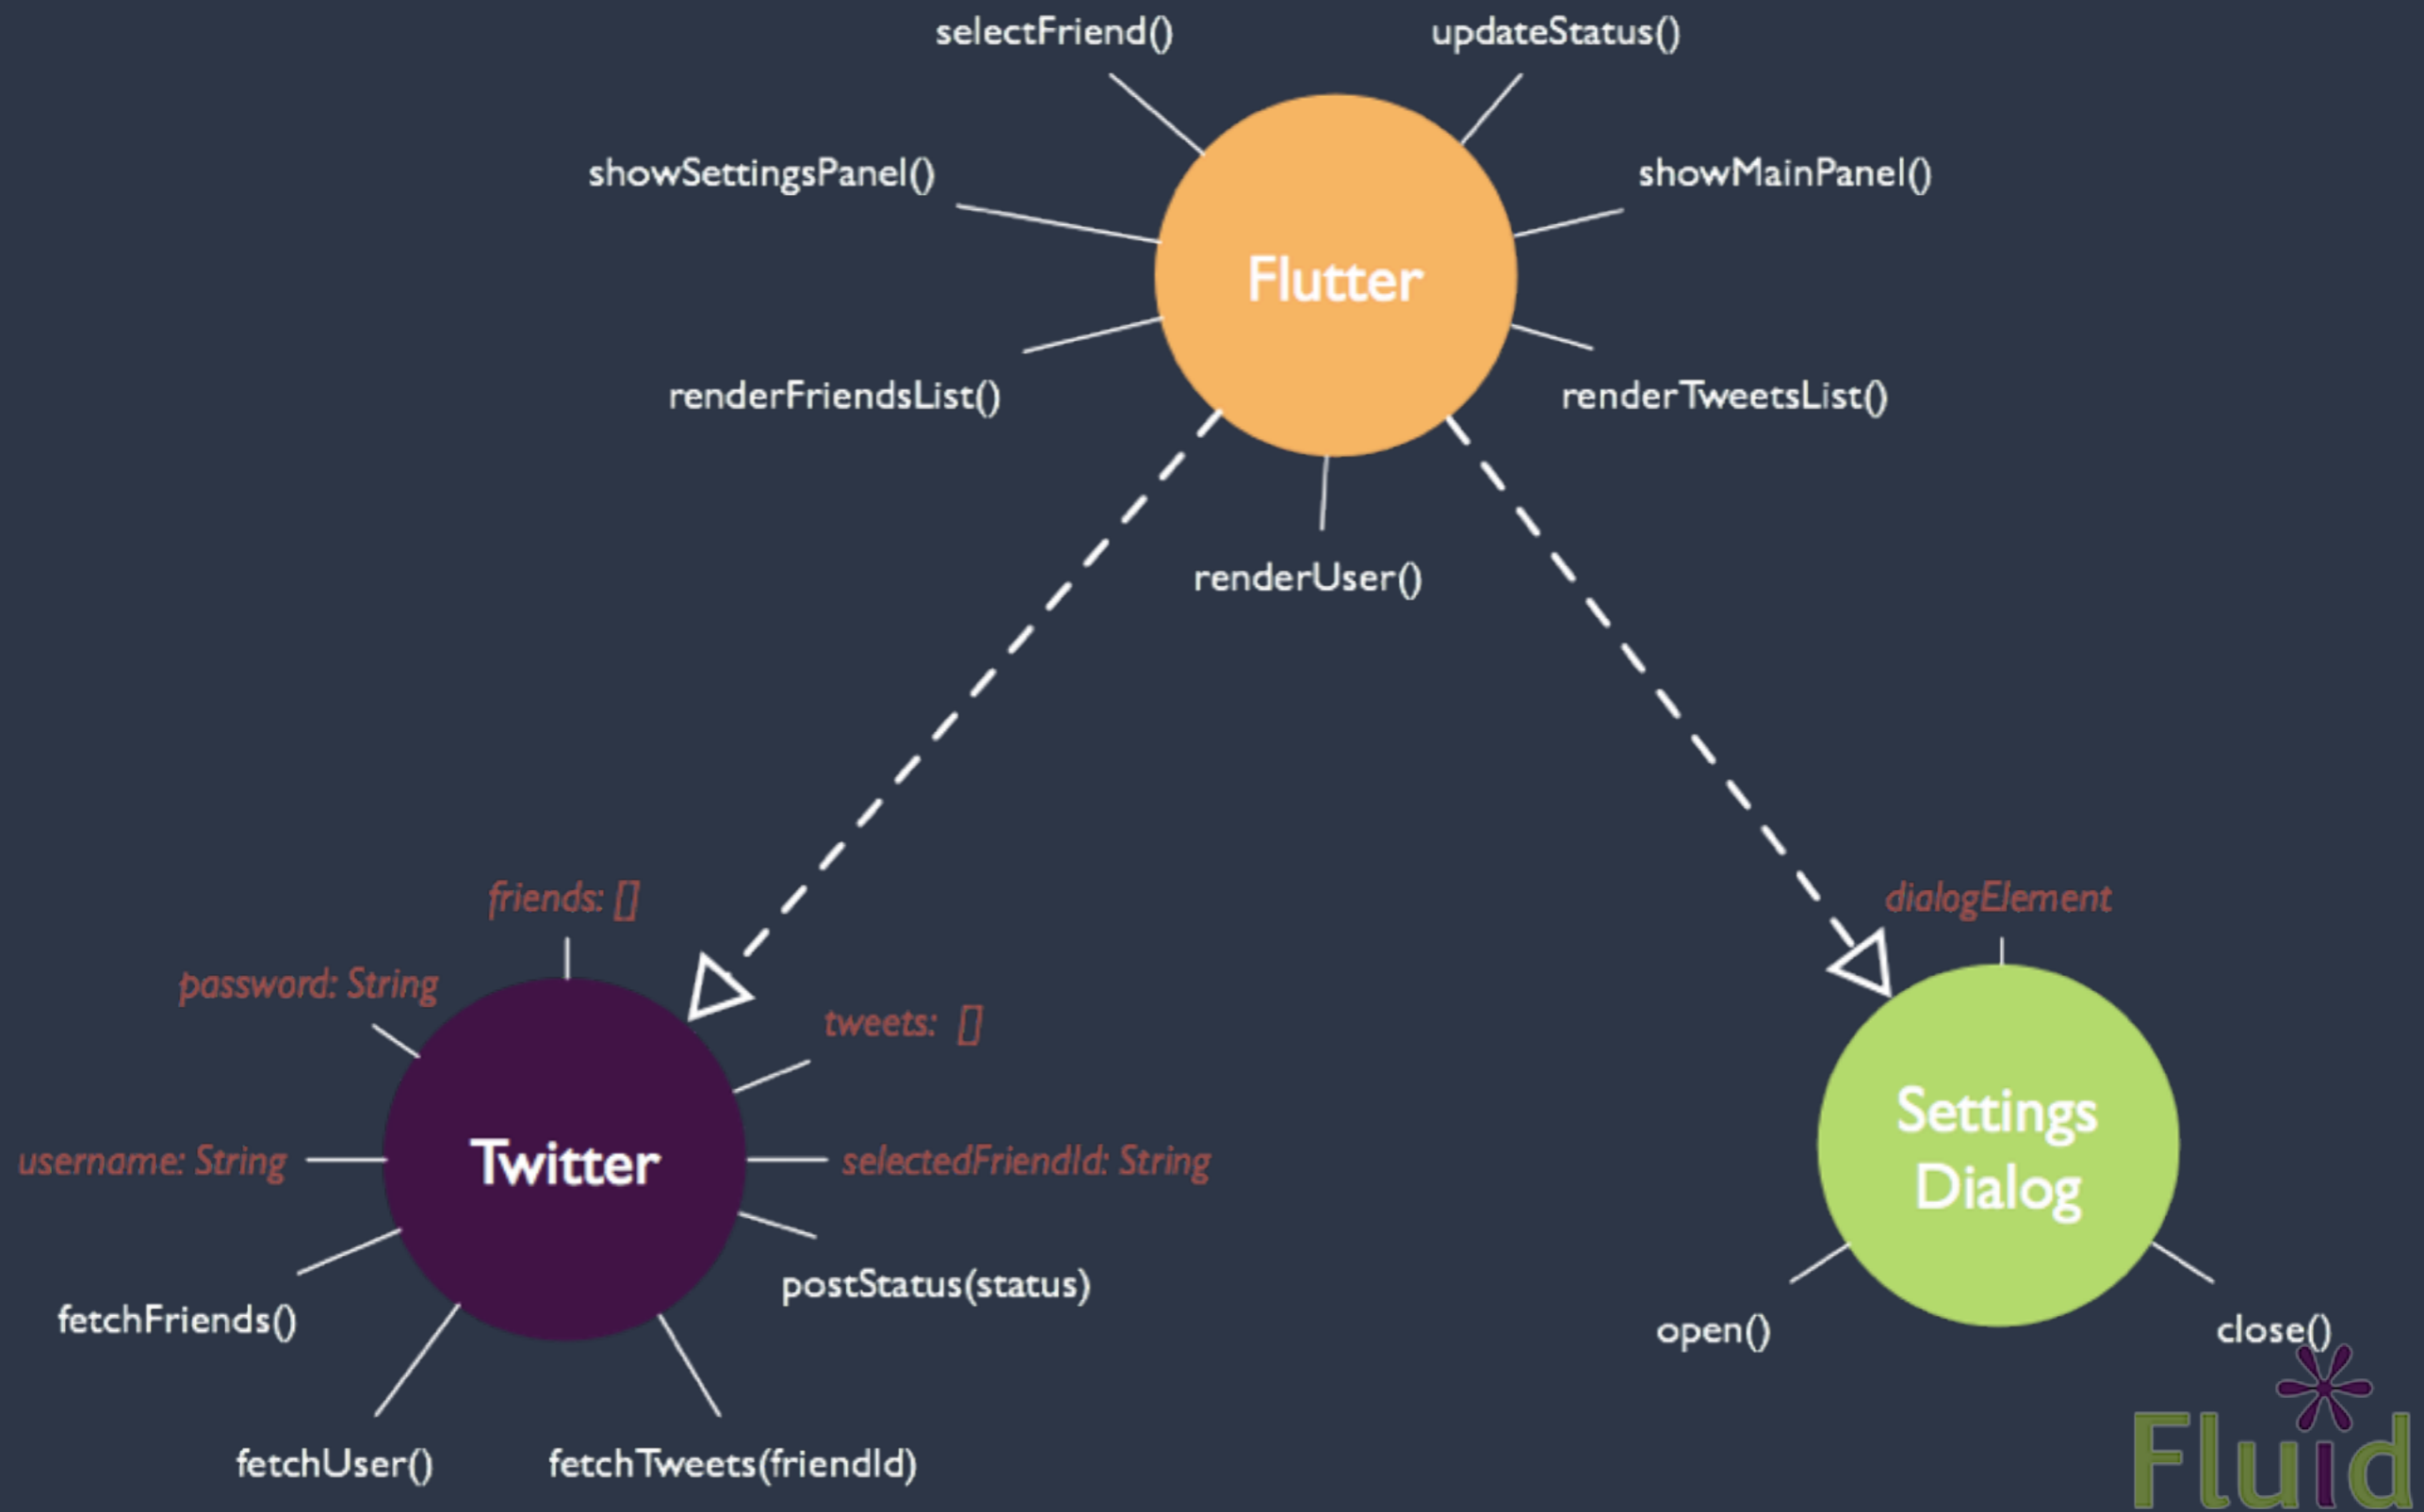 selectFriend()
updateStatus()
showSettingsPanel()
showMainPanel()
Flutter
renderFriendsList()
renderTweetsList()
renderUser()
friends: []
dialogElement
password: String
tweets: []
username: String
Twitter
selectedFriendId: String
Settings
Dialog
postStatus(status)
fetchFriends()
open()
close()
fetchUser()
fetchTweets(friendId)
Fluid